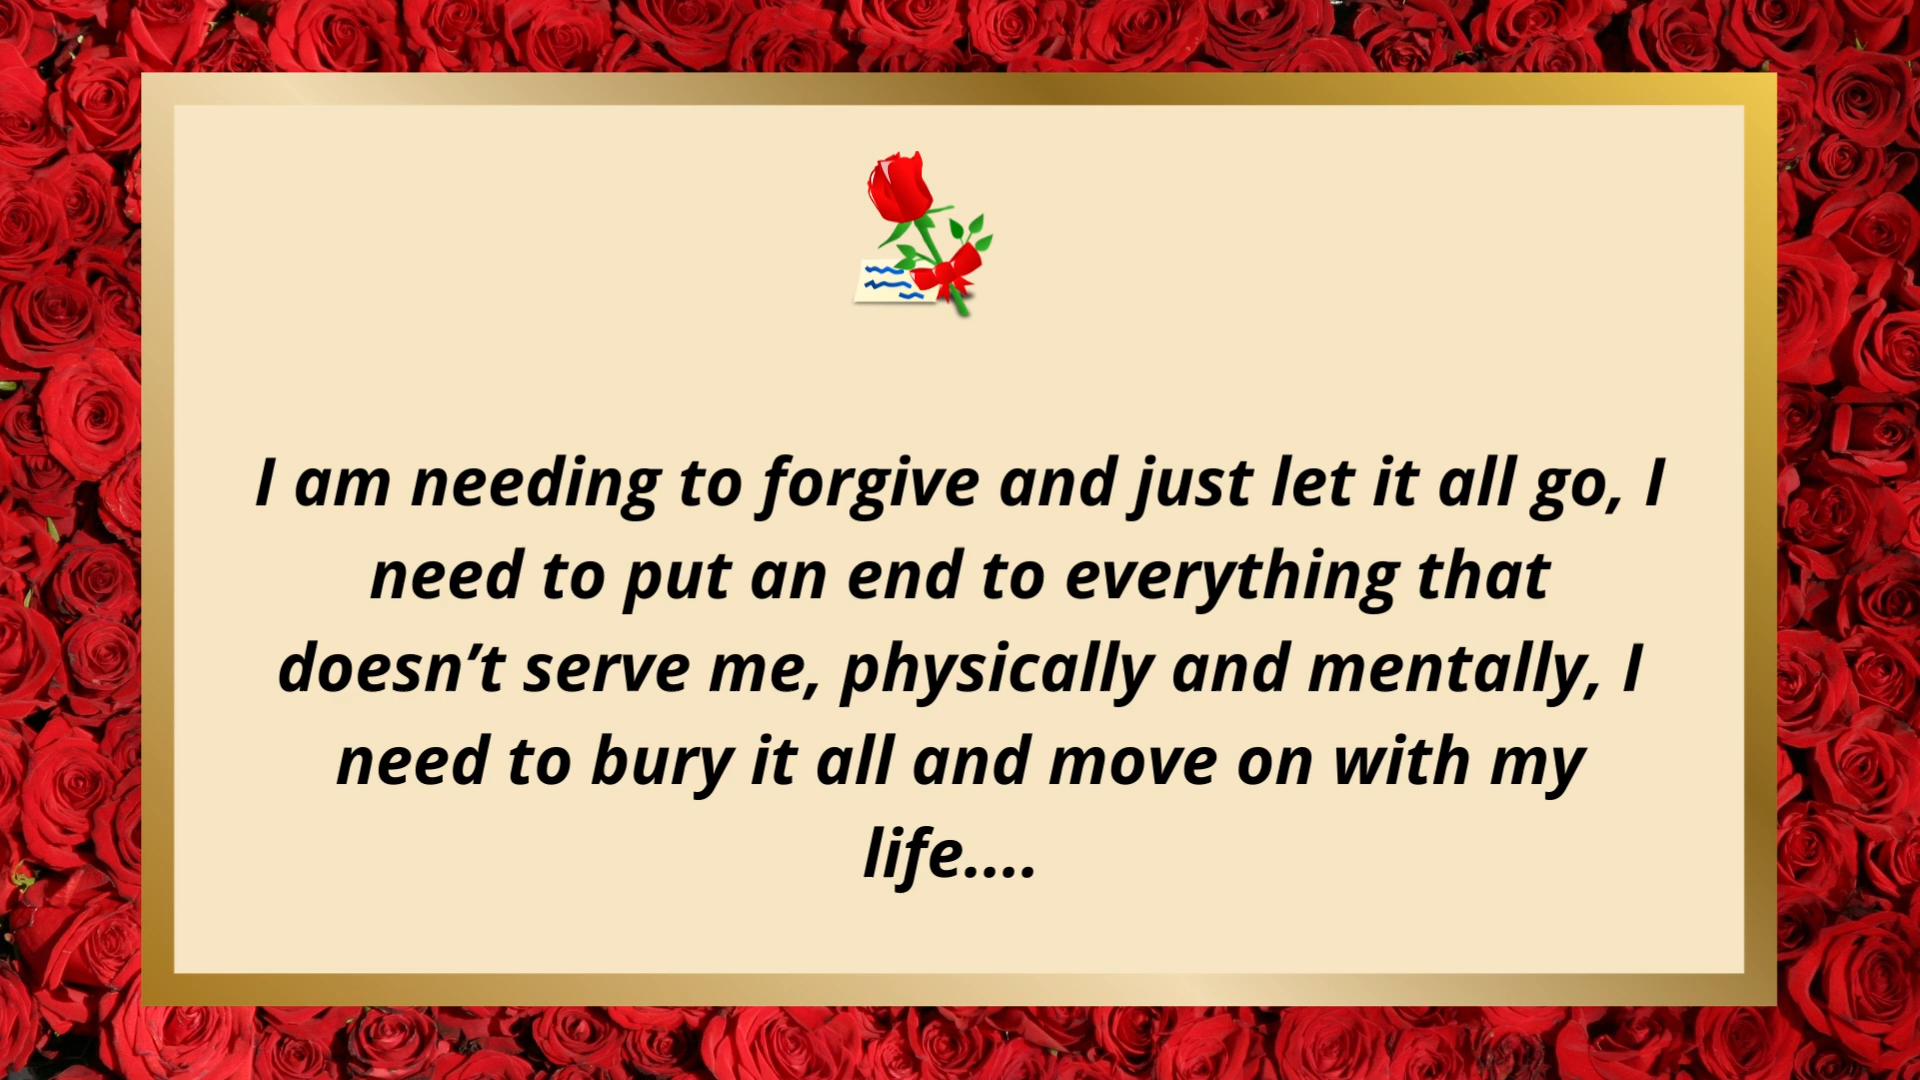 I am needing to forgive and just let it all go, I
need to put an end to everything that
doesn’t serve me, physically and mentally, I
need to bury it all and move on with my
life....